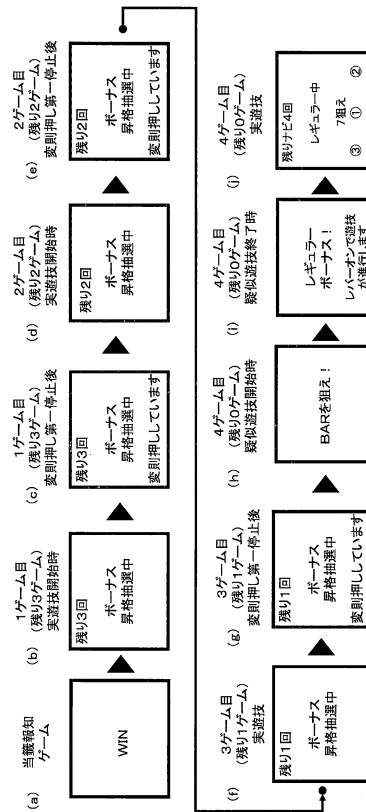 (a)
当籤報知
ゲーム
WIN
(b)
1ゲーム目
(残り3ゲーム)
実遊技開始時
残り3回
ボーナス
昇格抽選中
(c)
1ゲーム目
(残り3ゲーム)
変則押し第一停止後
残り3回
ボーナス
昇格抽選中
変則押ししています
(d)
2ゲーム目
(残り2ゲーム)
実遊技開始時
残り2回
ボーナス
昇格抽選中
(e)
2ゲーム目
(残り2ゲーム)
変則押し第一停止後
残り2回
ボーナス
昇格抽選中
変則押ししています
(f)
3ゲーム目
(残り1ゲーム)
実遊技
残り1回
ボーナス
昇格抽選中
(g)
3ゲーム目
(残り1ゲーム)
変則押し第一停止後
残り1回
ボーナス
昇格抽選中
変則押ししています
(h)
4ゲーム目
(残り0ゲーム)
疑似遊技開始時
BARを狙え!
(i)
4ゲーム目
(残り0ゲーム)
疑似遊技終了時
レギュラー
ボーナス!
レバーオンで遊技
が進行します
(j)
4ゲーム目
(残り0ゲーム)
実遊技
残りナビ4回
レギュラー中
7狙え
③ ① ②